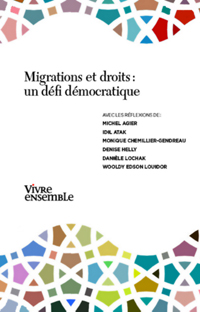 Migrations et droits :
un défi démocratique
AVEC LES RÉFLEXIONS DE :
MICHEL AGIER
IDIL ATAK
MONIQUE CHEMILLIER-GENDREAU
DENISE HELLY
DANIÈLE LOCHAK
WOOLDY EDSON LOUIDOR
VIVRE
ENSEMBLE